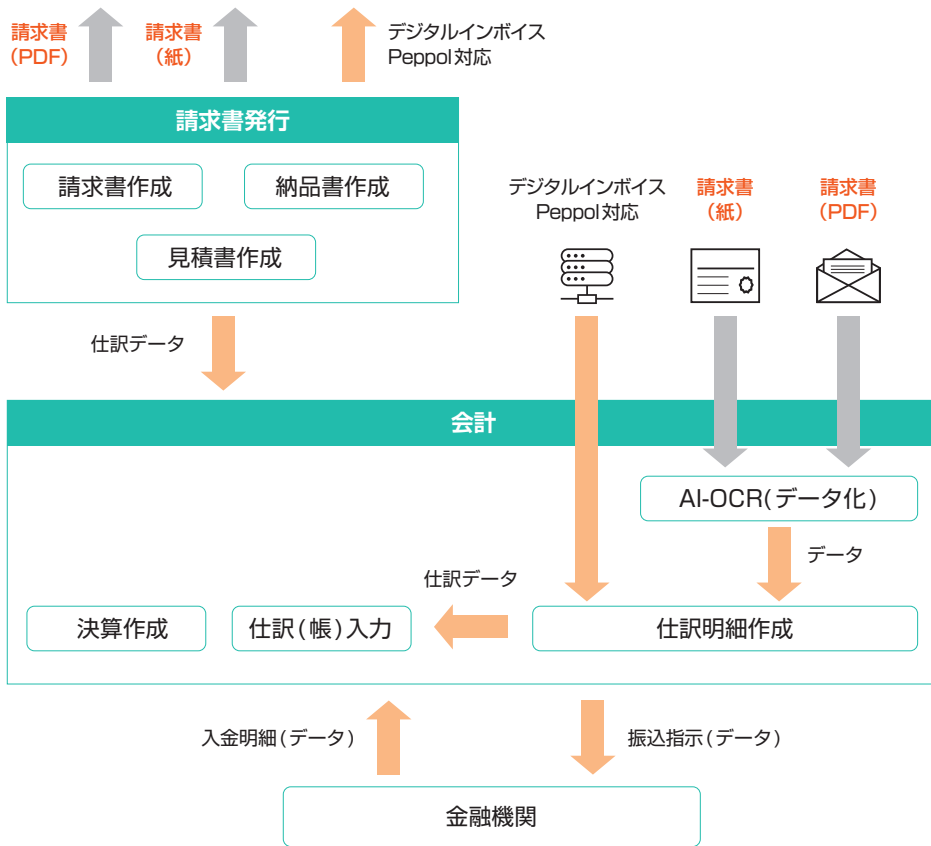 請求書
（PDF）
請求書
（紙）
デジタルインボイス
Peppol対応
請求書発行
請求書作成
納品書作成
見積書作成
デジタルインボイス
Peppol対応
請求書
（紙）
請求書
（PDF）
仕訳データ
会計
AI-OCR(データ化)
データ
仕訳データ
決算作成
仕訳(帳)入力
仕訳明細作成
入金明細(データ)
振込指示(データ)
金融機関